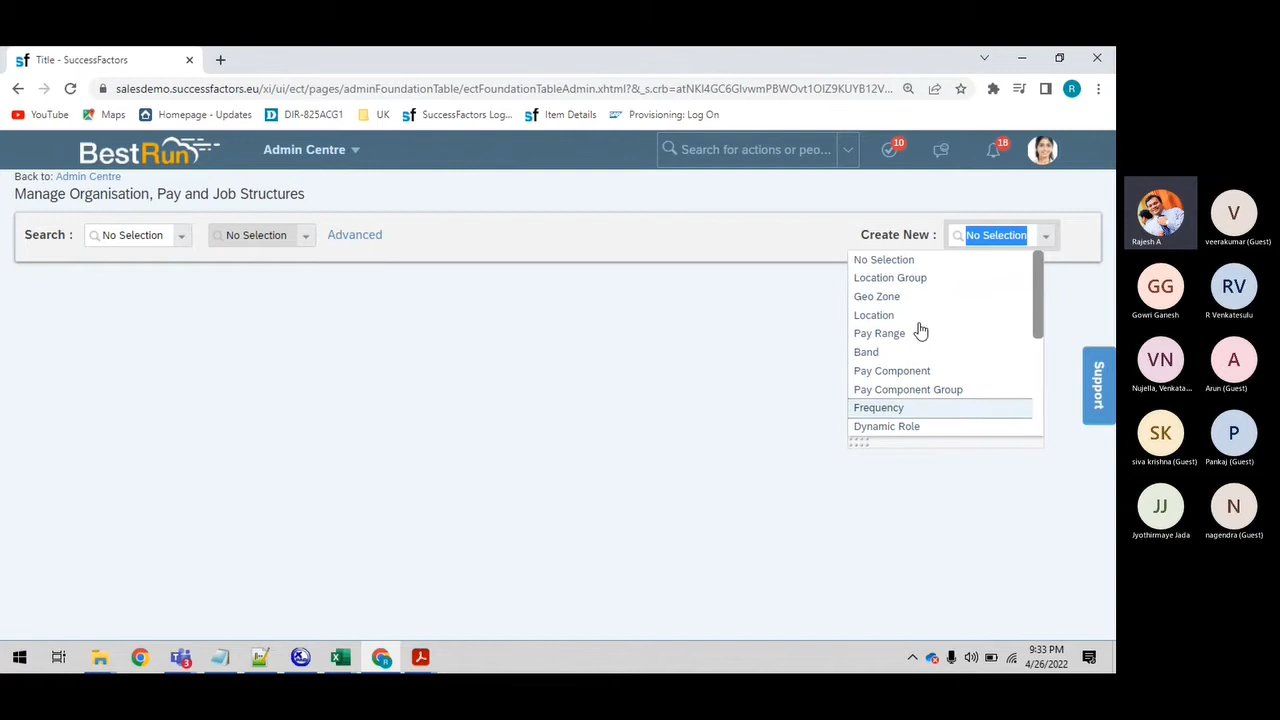 Title - SuccessFactors
salesdemo.successfactors.eu/xi/ui/ect/pages/adminFoundationTable/ectFoundationTableAdmin.xhtml?&_s.crb=atNKl4GC6GlvwmPBWOvt1OIZ9KUYB12V...
YouTube
Maps
Homepage - Updates
DIR-825ACG1
UK
SuccessFactors Log...
Item Details
Provisioning: Log On
R
BestRun
Admin Centre
Search for actions or peo...
10
18
Back to: Admin Centre
Manage Organisation, Pay and Job Structures
Search :
No Selection
No Selection
Advanced
Create New :
No Selection
No Selection
Location Group
Geo Zone
Location
Pay Range
Band
Pay Component
Pay Component Group
Frequency
Dynamic Role
Support
9:33 PM
4/26/2022
Rajesh A
V
veerakumar (Guest)
GG
Gowri Ganesh
RV
R Venkatesulu
VN
Nujella, Venkata...
A
Arun (Guest)
SK
siva krishna (Guest)
P
Pankaj (Guest)
JJ
Jyothirmaye Jada
N
nagendra (Guest)